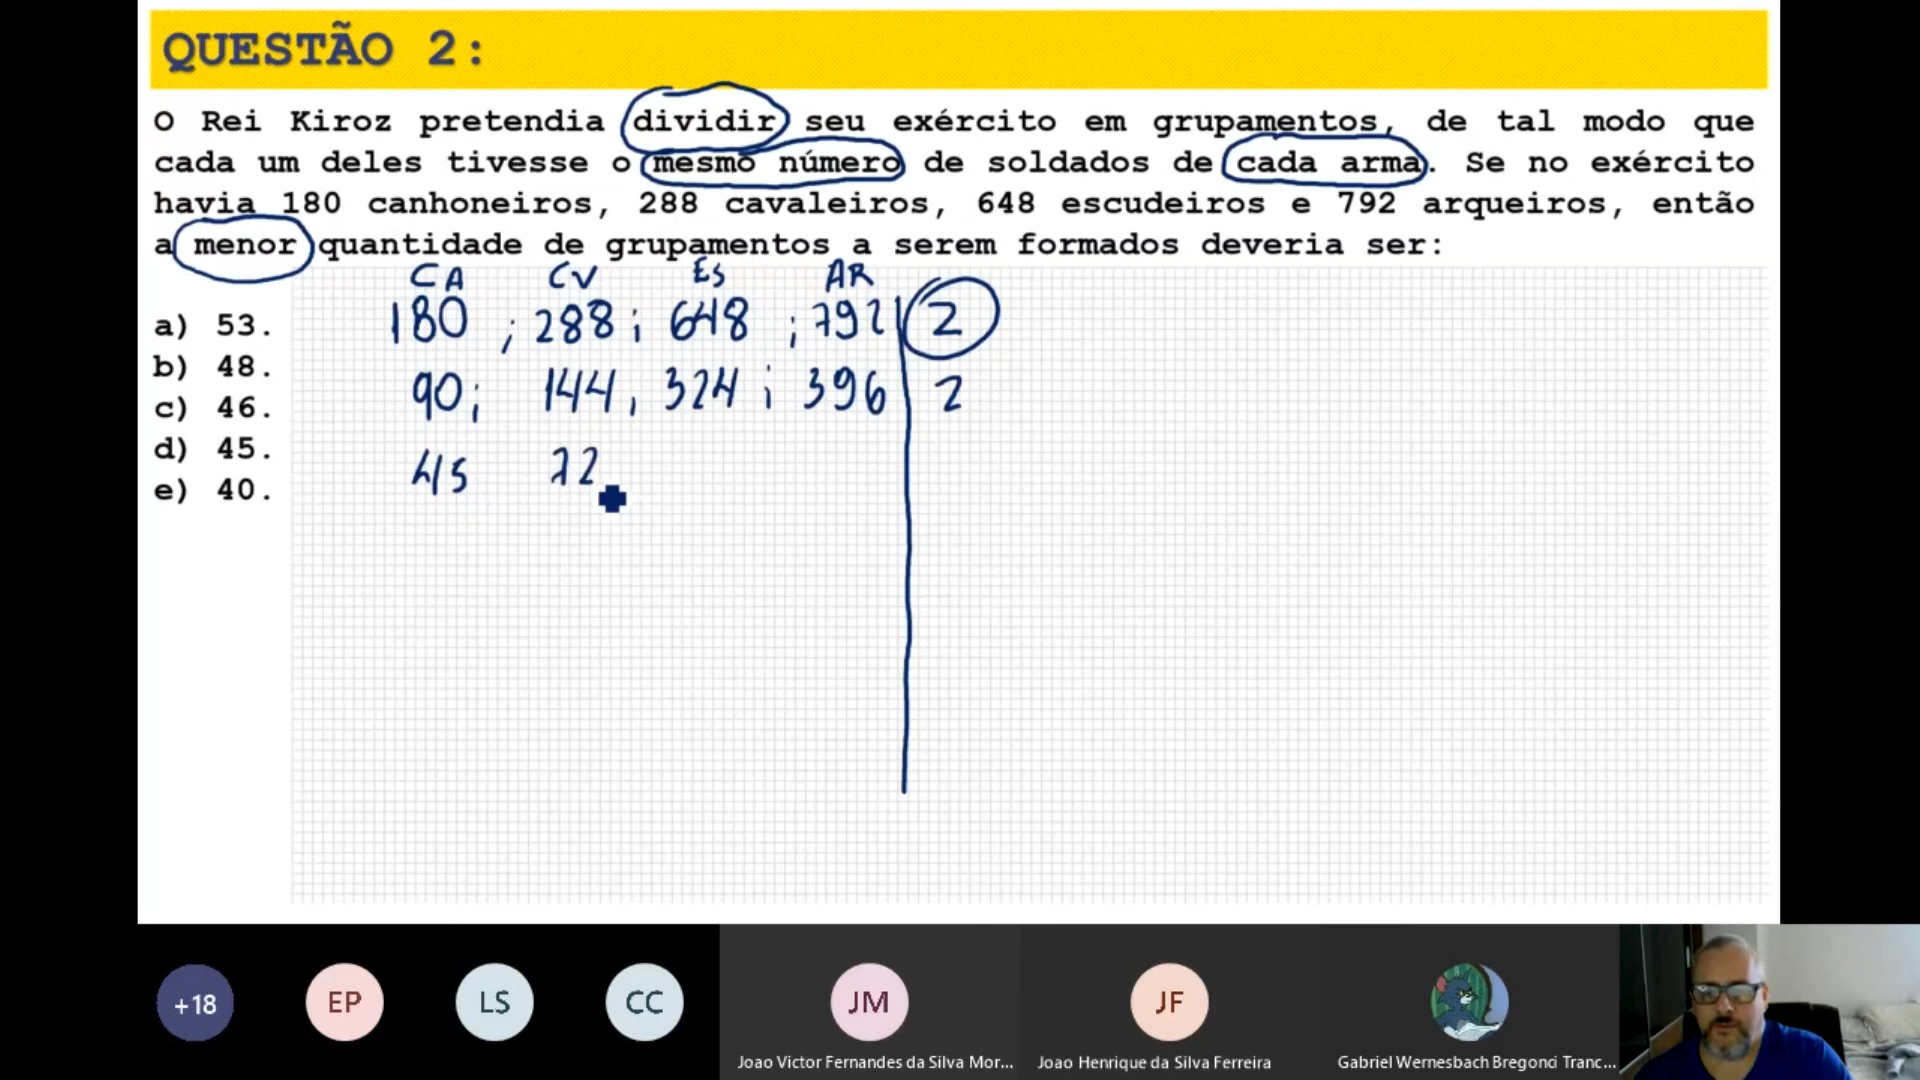 QUESTÃO 2:
O Rei Kiroz pretendia dividir seu exército em grupamentos, de tal modo que
cada um deles tivesse o mesmo número de soldados de cada arma. Se no exército
havia 180 canhoneiros, 288 cavaleiros, 648 escudeiros e 792 arqueiros, então
a menor quantidade de grupamentos a serem formados deveria ser:
CA CV ES AR
180 ; 288 ; 648 ; 792 2
90 ; 144 , 324 ; 396 2
45 72
a) 53.
b) 48.
c) 46.
d) 45.
e) 40.
+18
EP
LS
CC
JM
JF
Joao Victor Fernandes da Silva Mor...
Joao Henrique da Silva Ferreira
Gabriel Wernesbach Bregonci Tranc...